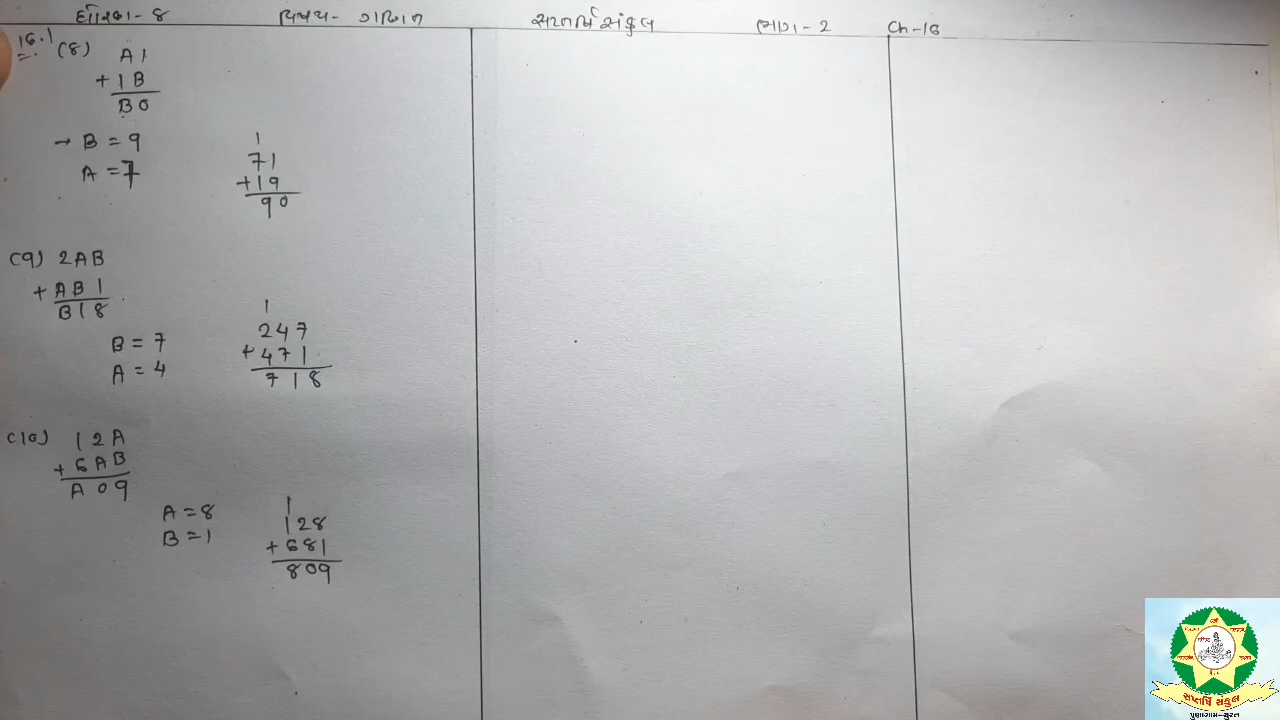 ધોરણ-8 વિષય- ગણિત સપ્તર્ષિ સંકુલ ભાગ-2 Ch-16
16.1 (8) A1
+ 1B
B0
→ B = 9
A = 7
1
71
+19
90
(9) 2AB
+ AB1
B18
B = 7
A = 4
1
247
+ 471
718
(10) 12A
+ 6AB
A09
A = 8
B = 1
1
128
+ 681
809
સપ્તર્ષિ સંકુલ
પુણાગામ-સુરત